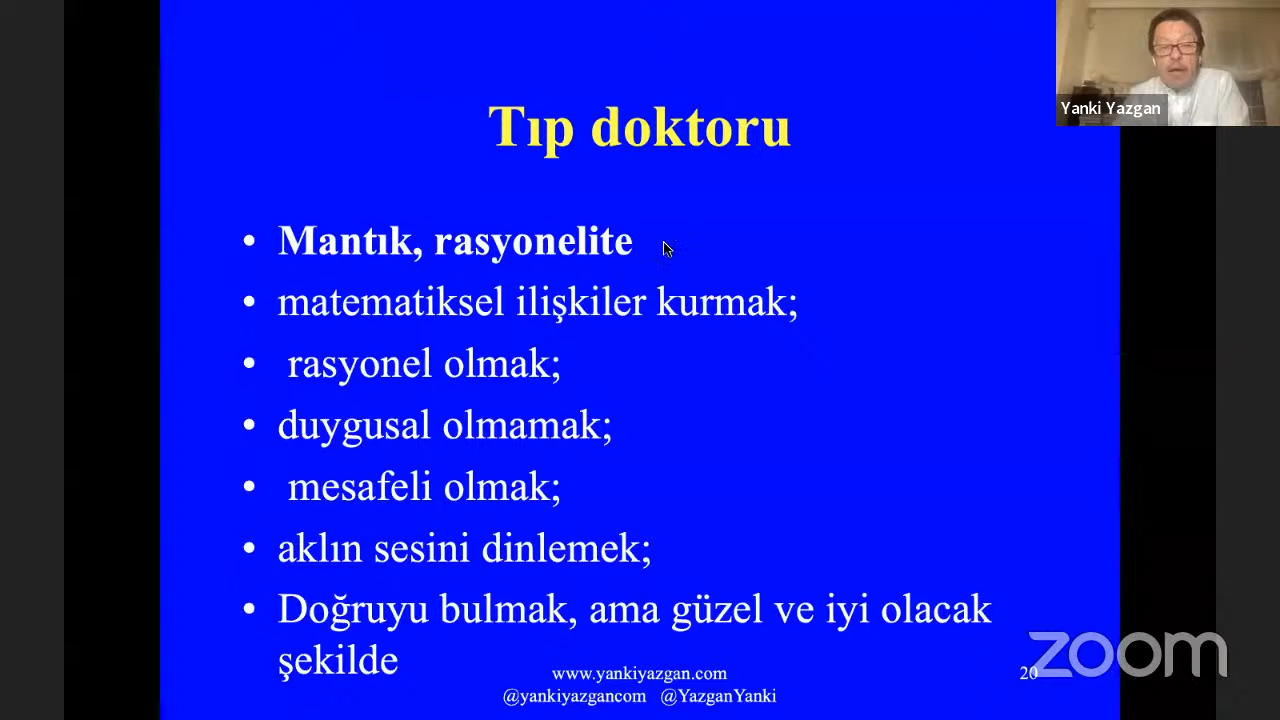 Yanki Yazgan
Tıp doktoru
• Mantık, rasyonelite
• matematiksel ilişkiler kurmak;
• rasyonel olmak;
• duygusal olmamak;
• mesafeli olmak;
• aklın sesini dinlemek;
• Doğruyu bulmak, ama güzel ve iyi olacak
şekilde
www.yankiyazgan.com
@yankiyazgancom @YazganYanki
20
zoom